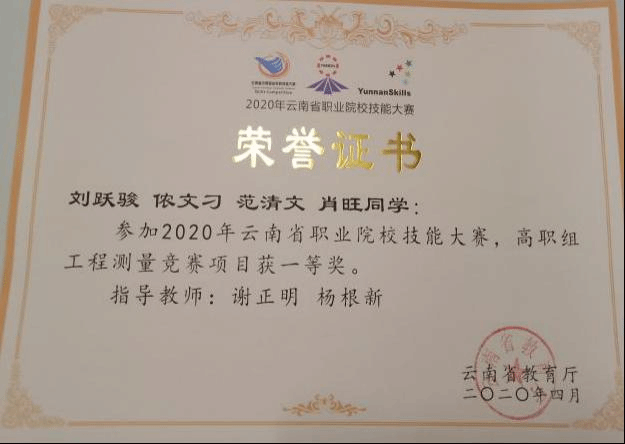 YunnanSkills
2020年云南省职业院校技能大赛
荣誉证书
刘跃骏 侬文刁 范清文 肖旺同学：
参加2020年云南省职业院校技能大赛，高职组
工程测量竞赛项目获一等奖。
指导教师：谢正明 杨根新
云南省教育厅
二〇二〇年四月